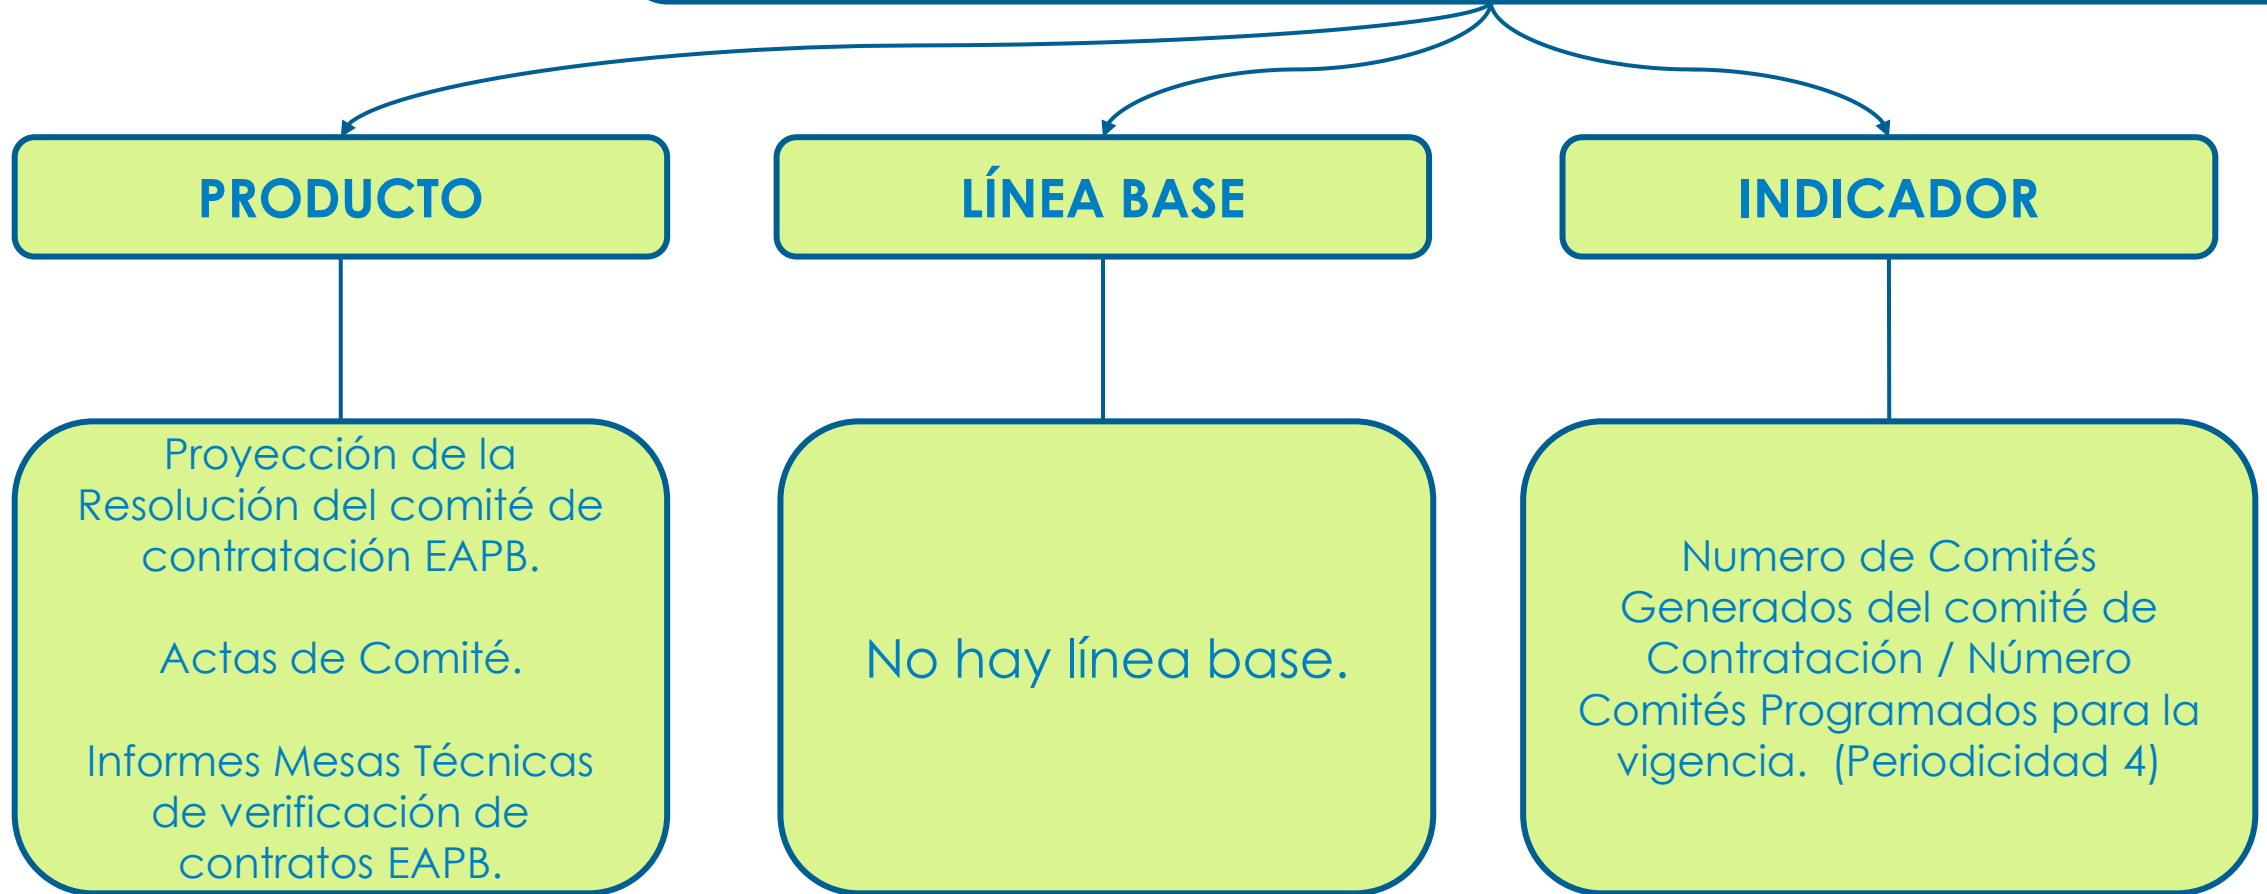 PRODUCTO
LÍNEA BASE
INDICADOR
Proyección de la
Resolución del comité de
contratación EAPB.
Actas de Comité.
Informes Mesas Técnicas
de verificación de
contratos EAPB.
No hay línea base.
Numero de Comités
Generados del comité de
Contratación / Número
Comités Programados para la
vigencia.  (Periodicidad 4)